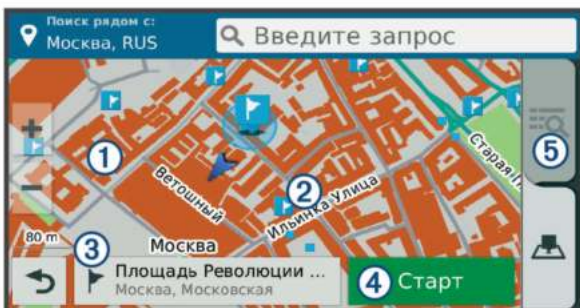 Поиск рядом с:
Москва, RUS
Введите запрос
+
1
5
−
2
Ветошный
Ильинка Улица
Старая П
80 m
3
Москва
Площадь Революции ...
Москва, Московская
4
Старт